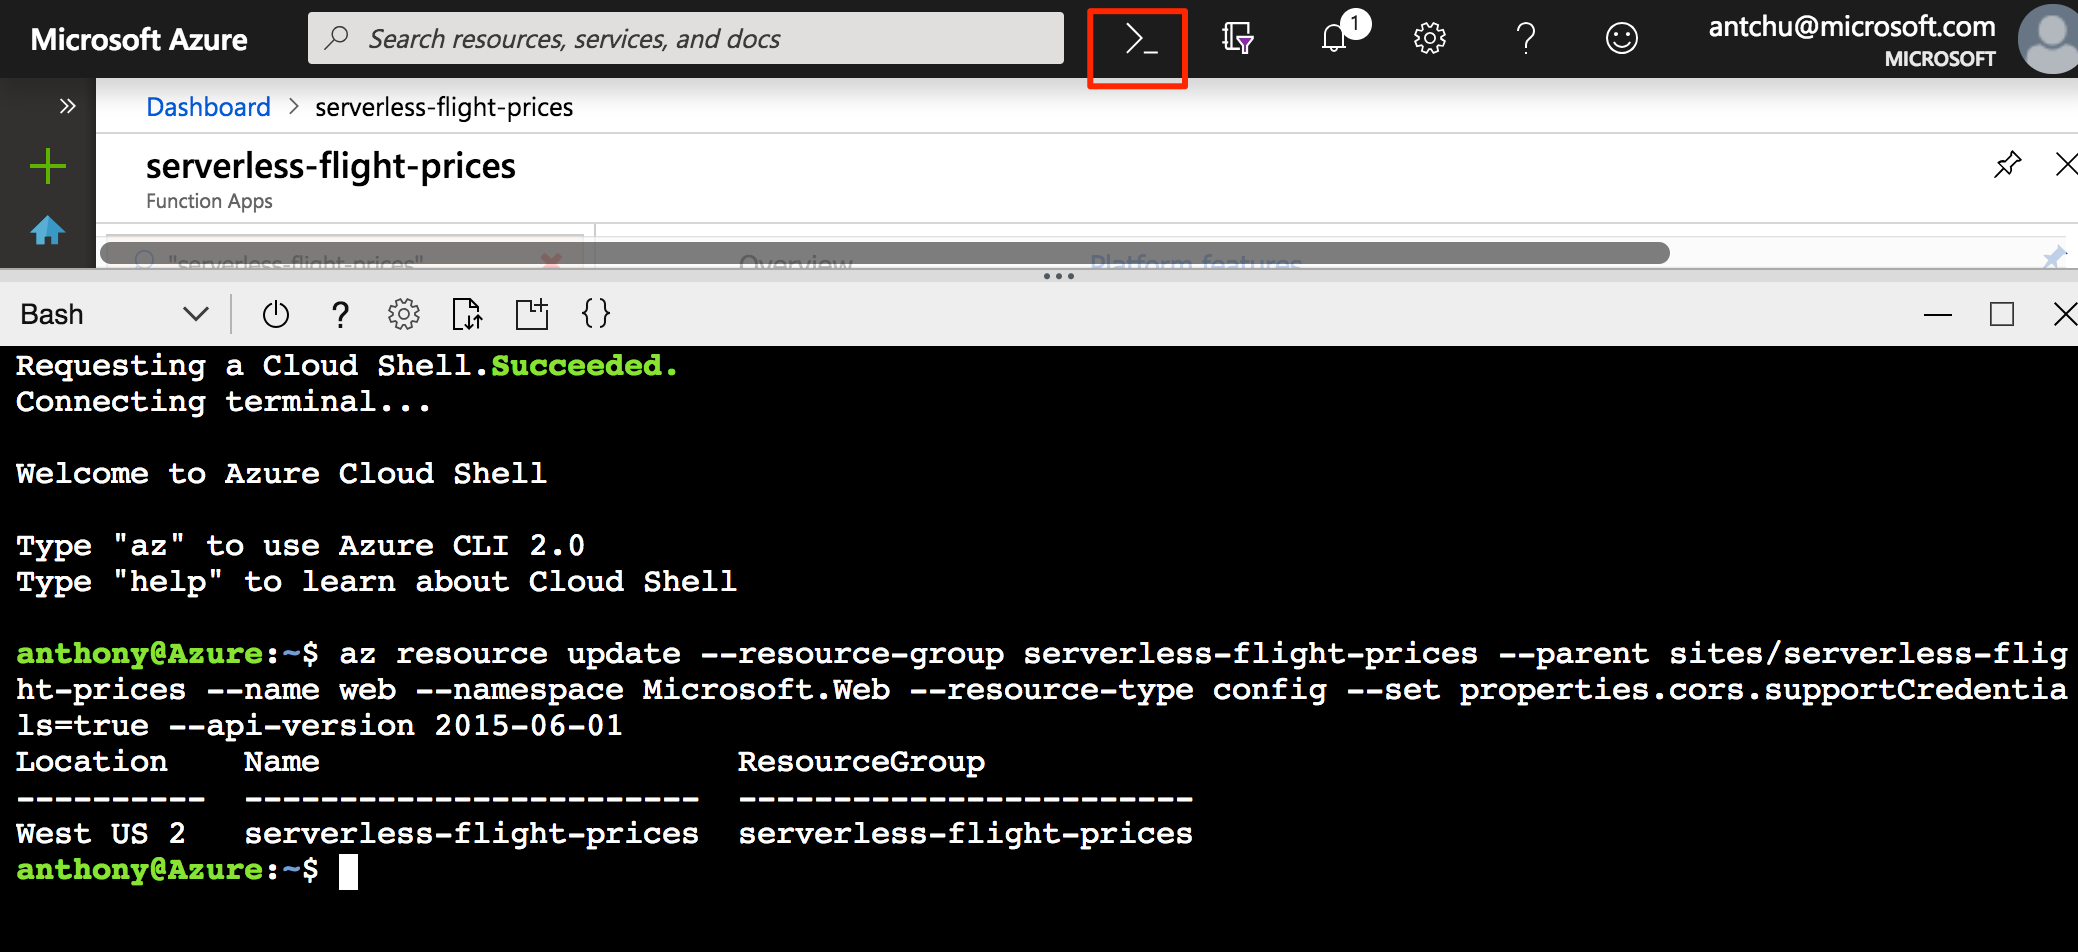 Microsoft Azure
Search resources, services, and docs
>_
1
?
antchu@microsoft.com
MICROSOFT
»
Dashboard > serverless-flight-prices
serverless-flight-prices
Function Apps
"serverless-flight-prices"
Overview
Platform features
Bash
?
{}
Requesting a Cloud Shell.Succeeded.
Connecting terminal...
Welcome to Azure Cloud Shell
Type "az" to use Azure CLI 2.0
Type "help" to learn about Cloud Shell
anthony@Azure:~$ az resource update --resource-group serverless-flight-prices --parent sites/serverless-flig
ht-prices --name web --namespace Microsoft.Web --resource-type config --set properties.cors.supportCredentia
ls=true --api-version 2015-06-01
Location Name ResourceGroup
---------- ------------------------ ------------------------
West US 2 serverless-flight-prices serverless-flight-prices
anthony@Azure:~$